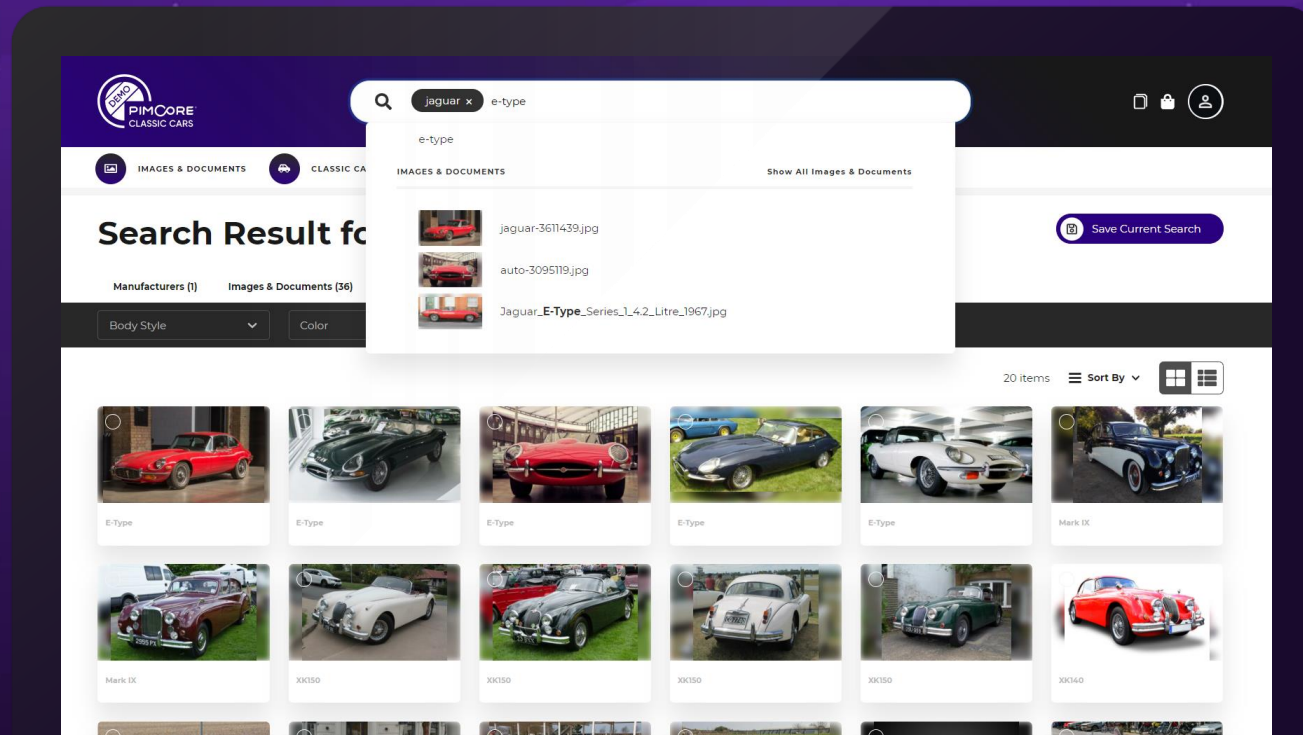 DEMO
PIMCORE
CLASSIC CARS
jaguar × e-type
e-type
IMAGES & DOCUMENTS
CLASSIC CA
IMAGES & DOCUMENTS
Show All Images & Documents
jaguar-3611439.jpg
auto-3095119.jpg
Jaguar_E-Type_Series_1_4.2_Litre_1967.jpg
Search Result fo
Save Current Search
Manufacturers (1)
Images & Documents (36)
Body Style
Color
20 items
Sort By
E-Type
E-Type
E-Type
E-Type
E-Type
Mark IX
Mark IX
XK150
XK150
XK150
XK150
XK140